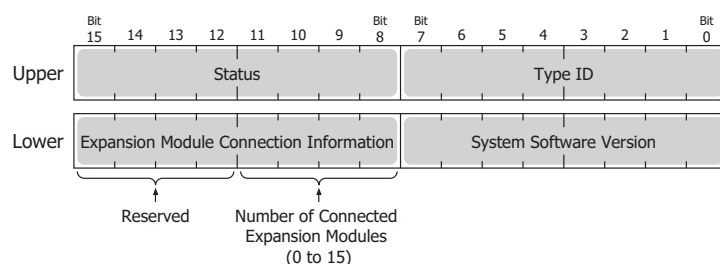 Bit Bit Bit Bit
15 14 13 12 11 10 9 8 7 6 5 4 3 2 1 0
Upper Status Type ID
Lower Expansion Module Connection Information System Software Version
Reserved Number of Connected
Expansion Modules
(0 to 15)